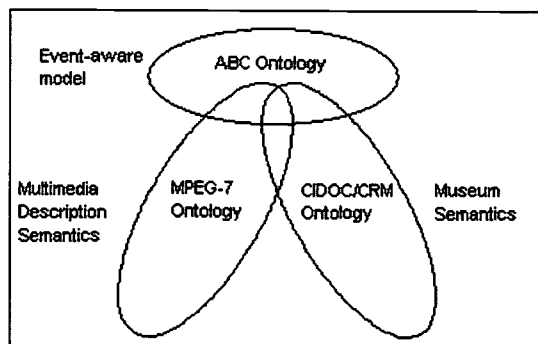 Event-aware
model
ABC Ontology
Multimedia
Description
Semantics
MPEG-7
Ontology
CIDOC/CRM
Ontology
Museum
Semantics